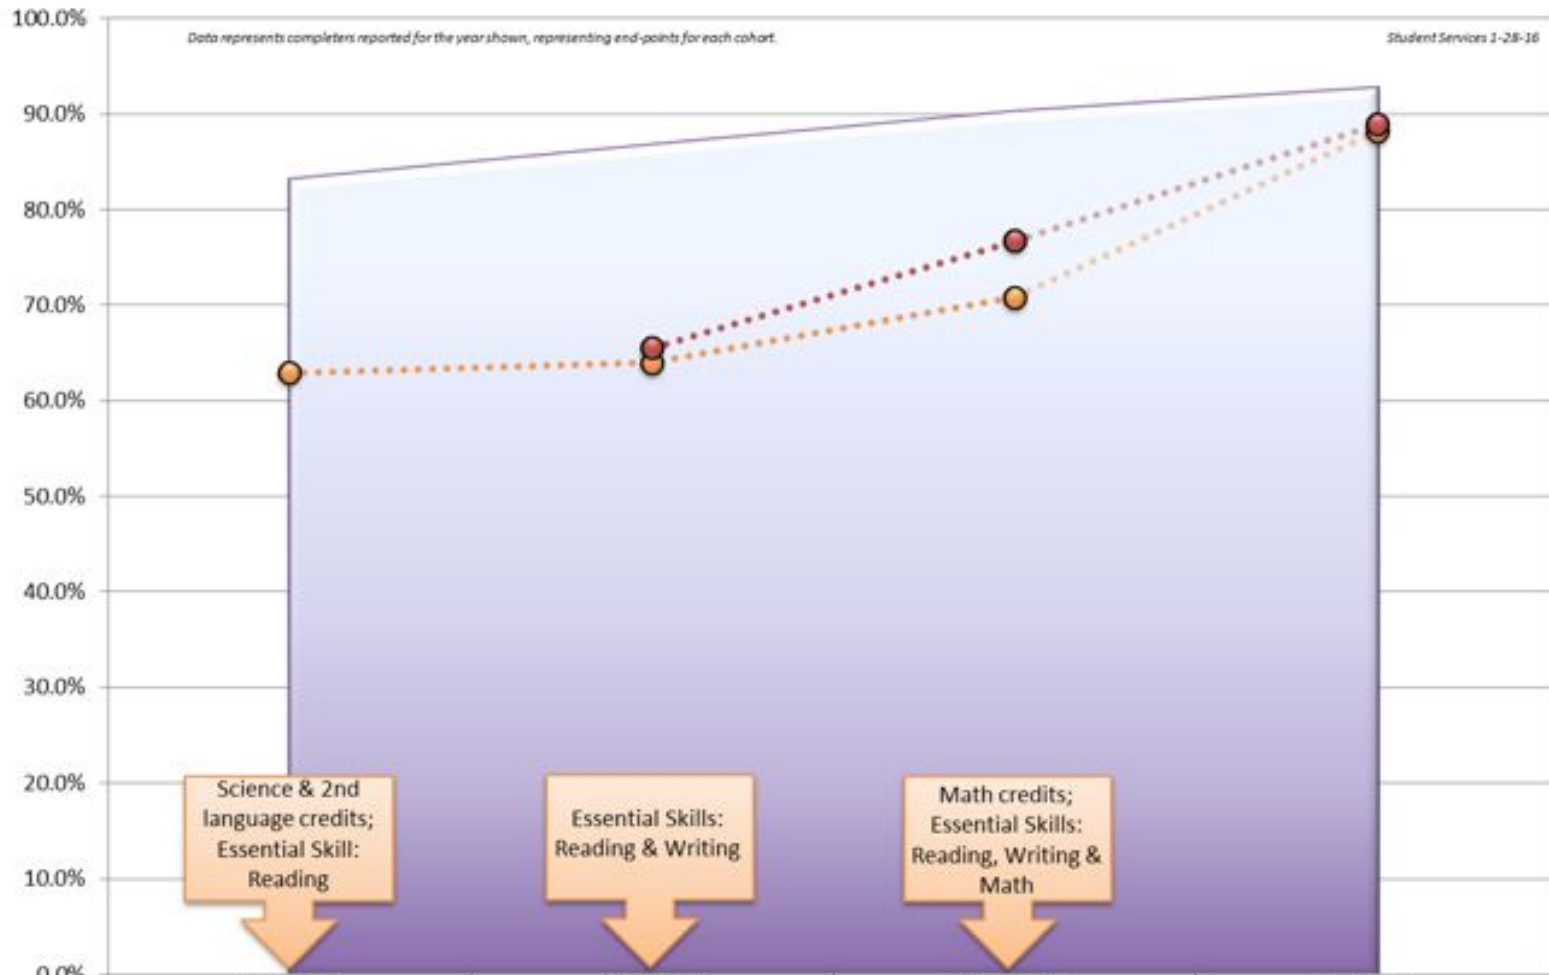 100.0%
Data represents completers reported for the year shown, representing end-points for each cohort.
Student Services 1-28-16
90.0%
80.0%
70.0%
60.0%
50.0%
40.0%
30.0%
20.0%
10.0%
0.0%
Science & 2nd
language credits;
Essential Skill:
Reading
Essential Skills:
Reading & Writing
Math credits;
Essential Skills:
Reading, Writing &
Math